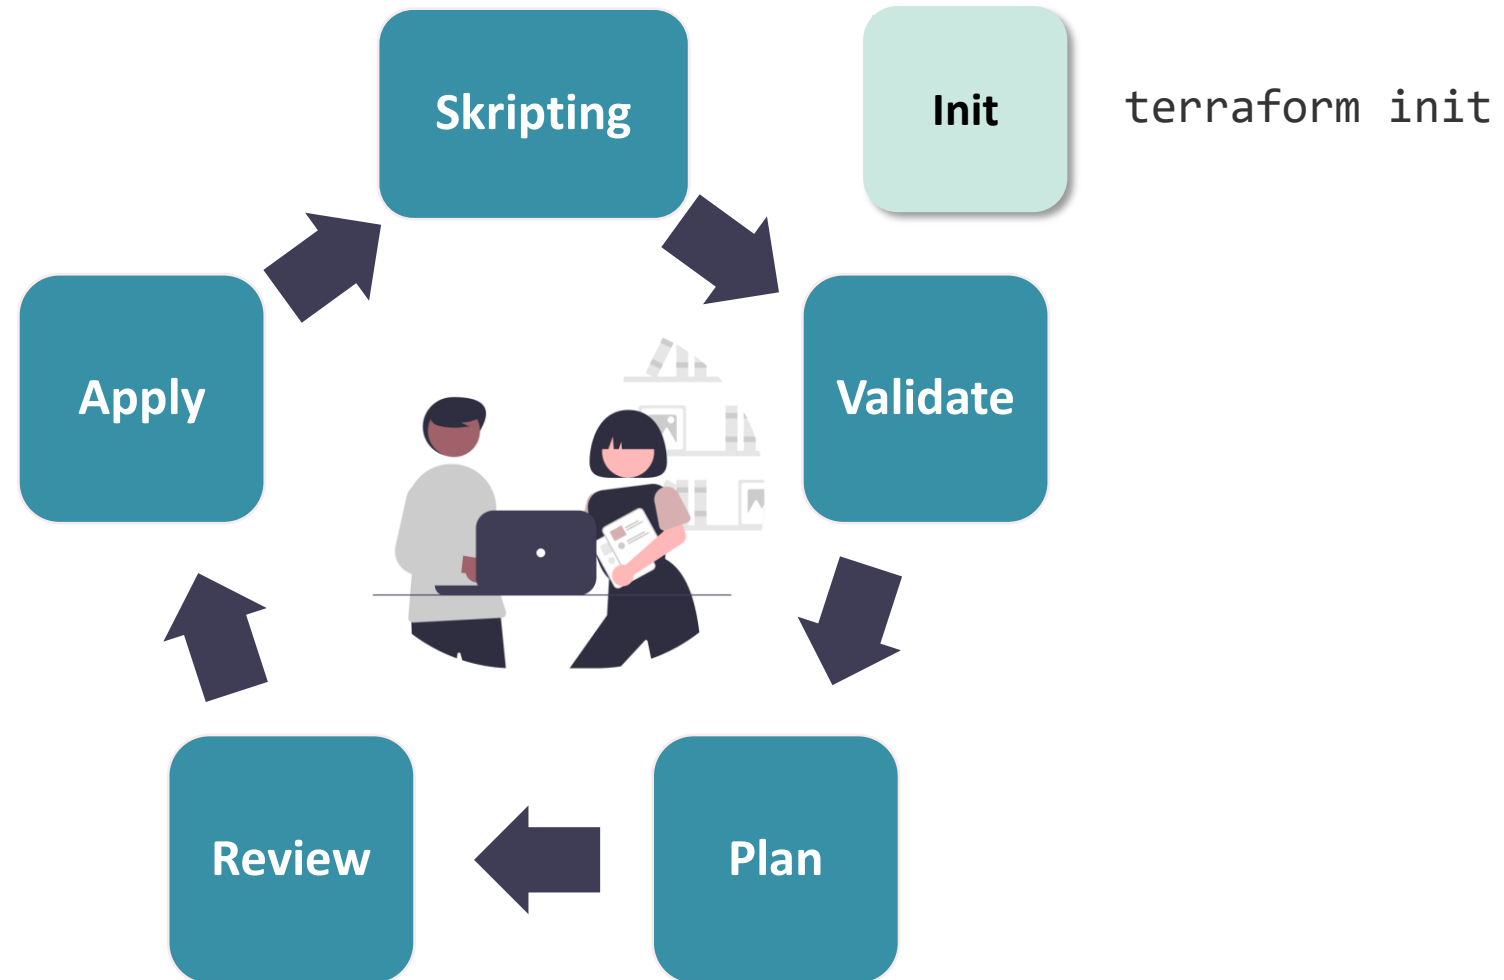 Skripting
Init
terraform init
Apply
Validate
Review
Plan